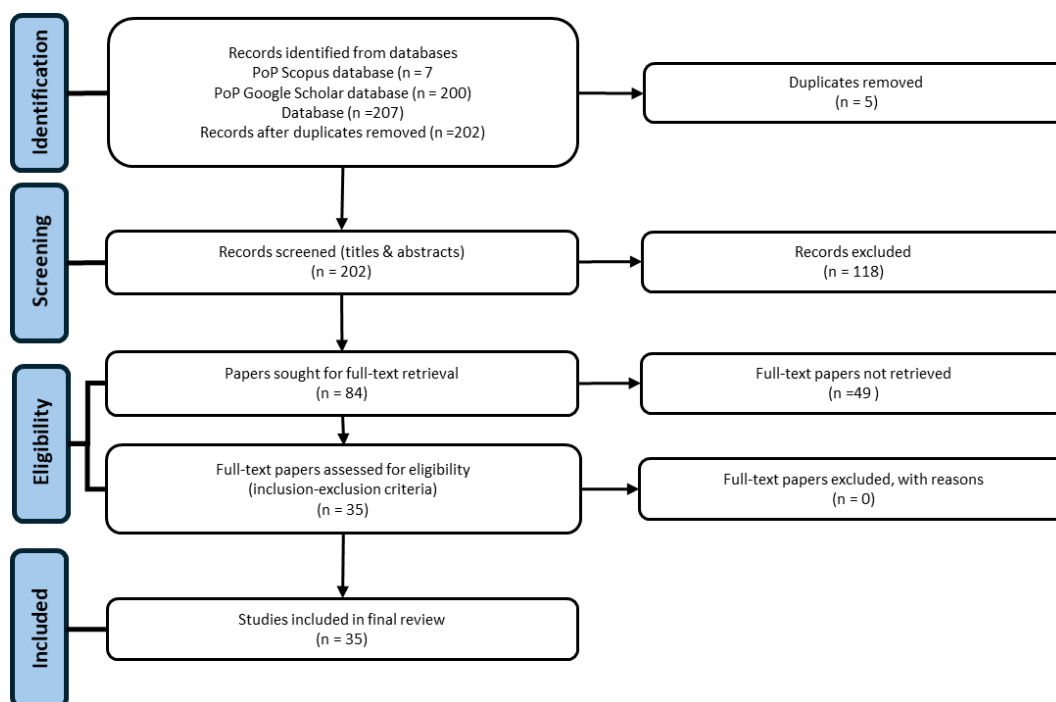 Identification
Records identified from databases
PoP Scopus database (n = 7
PoP Google Scholar database (n = 200)
Database (n =207)
Records after duplicates removed (n =202)
Duplicates removed
(n = 5)
Screening
Records screened (titles & abstracts)
(n = 202)
Records excluded
(n = 118)
Eligibility
Papers sought for full-text retrieval
(n = 84)
Full-text papers not retrieved
(n =49 )
Full-text papers assessed for eligibility
(inclusion-exclusion criteria)
(n = 35)
Full-text papers excluded, with reasons
(n = 0)
Included
Studies included in final review
(n = 35)